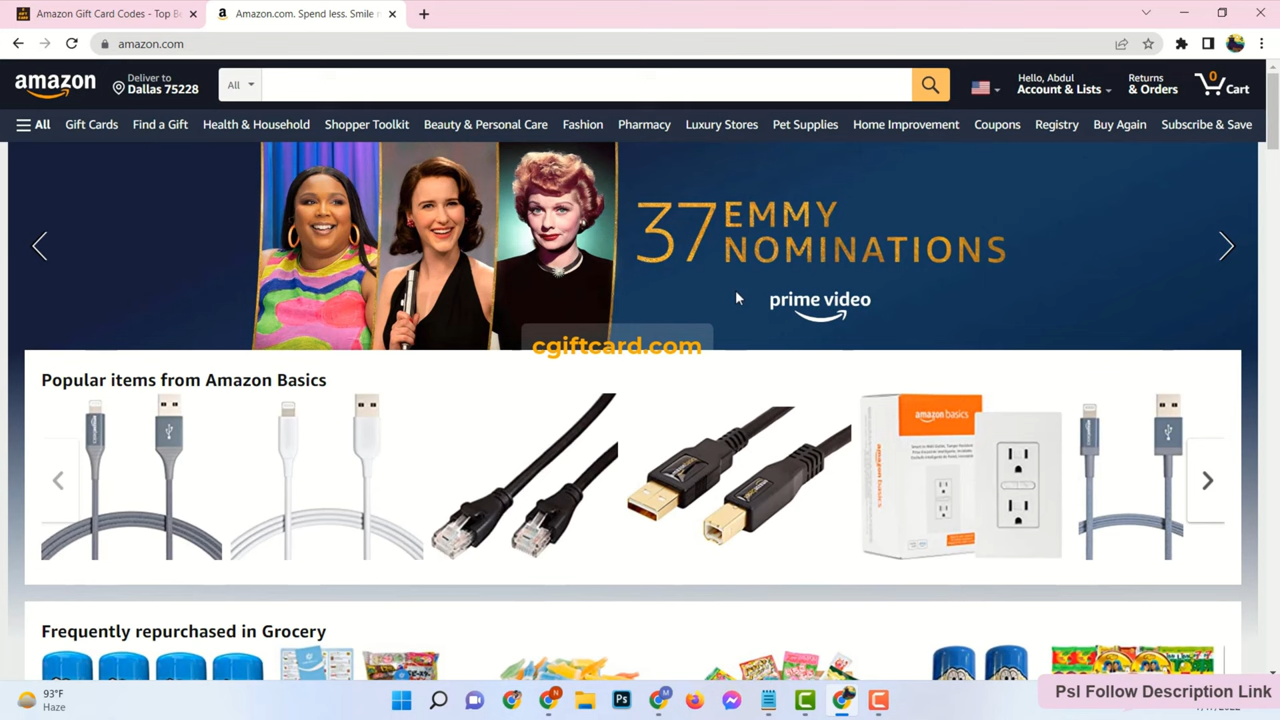 Amazon Gift Card Codes - Top B
Amazon.com. Spend less. Smile
amazon.com
amazon
Deliver to
Dallas 75228
All
Hello, Abdul
Account & Lists
Returns
& Orders
0
Cart
All
Gift Cards
Find a Gift
Health & Household
Shopper Toolkit
Beauty & Personal Care
Fashion
Pharmacy
Luxury Stores
Pet Supplies
Home Improvement
Coupons
Registry
Buy Again
Subscribe & Save
37 EMMY
NOMINATIONS
prime video
cgiftcard.com
Popular items from Amazon Basics
amazon basics
Frequently repurchased in Grocery
93°F
Haze
Ps
Psl Follow Description Link